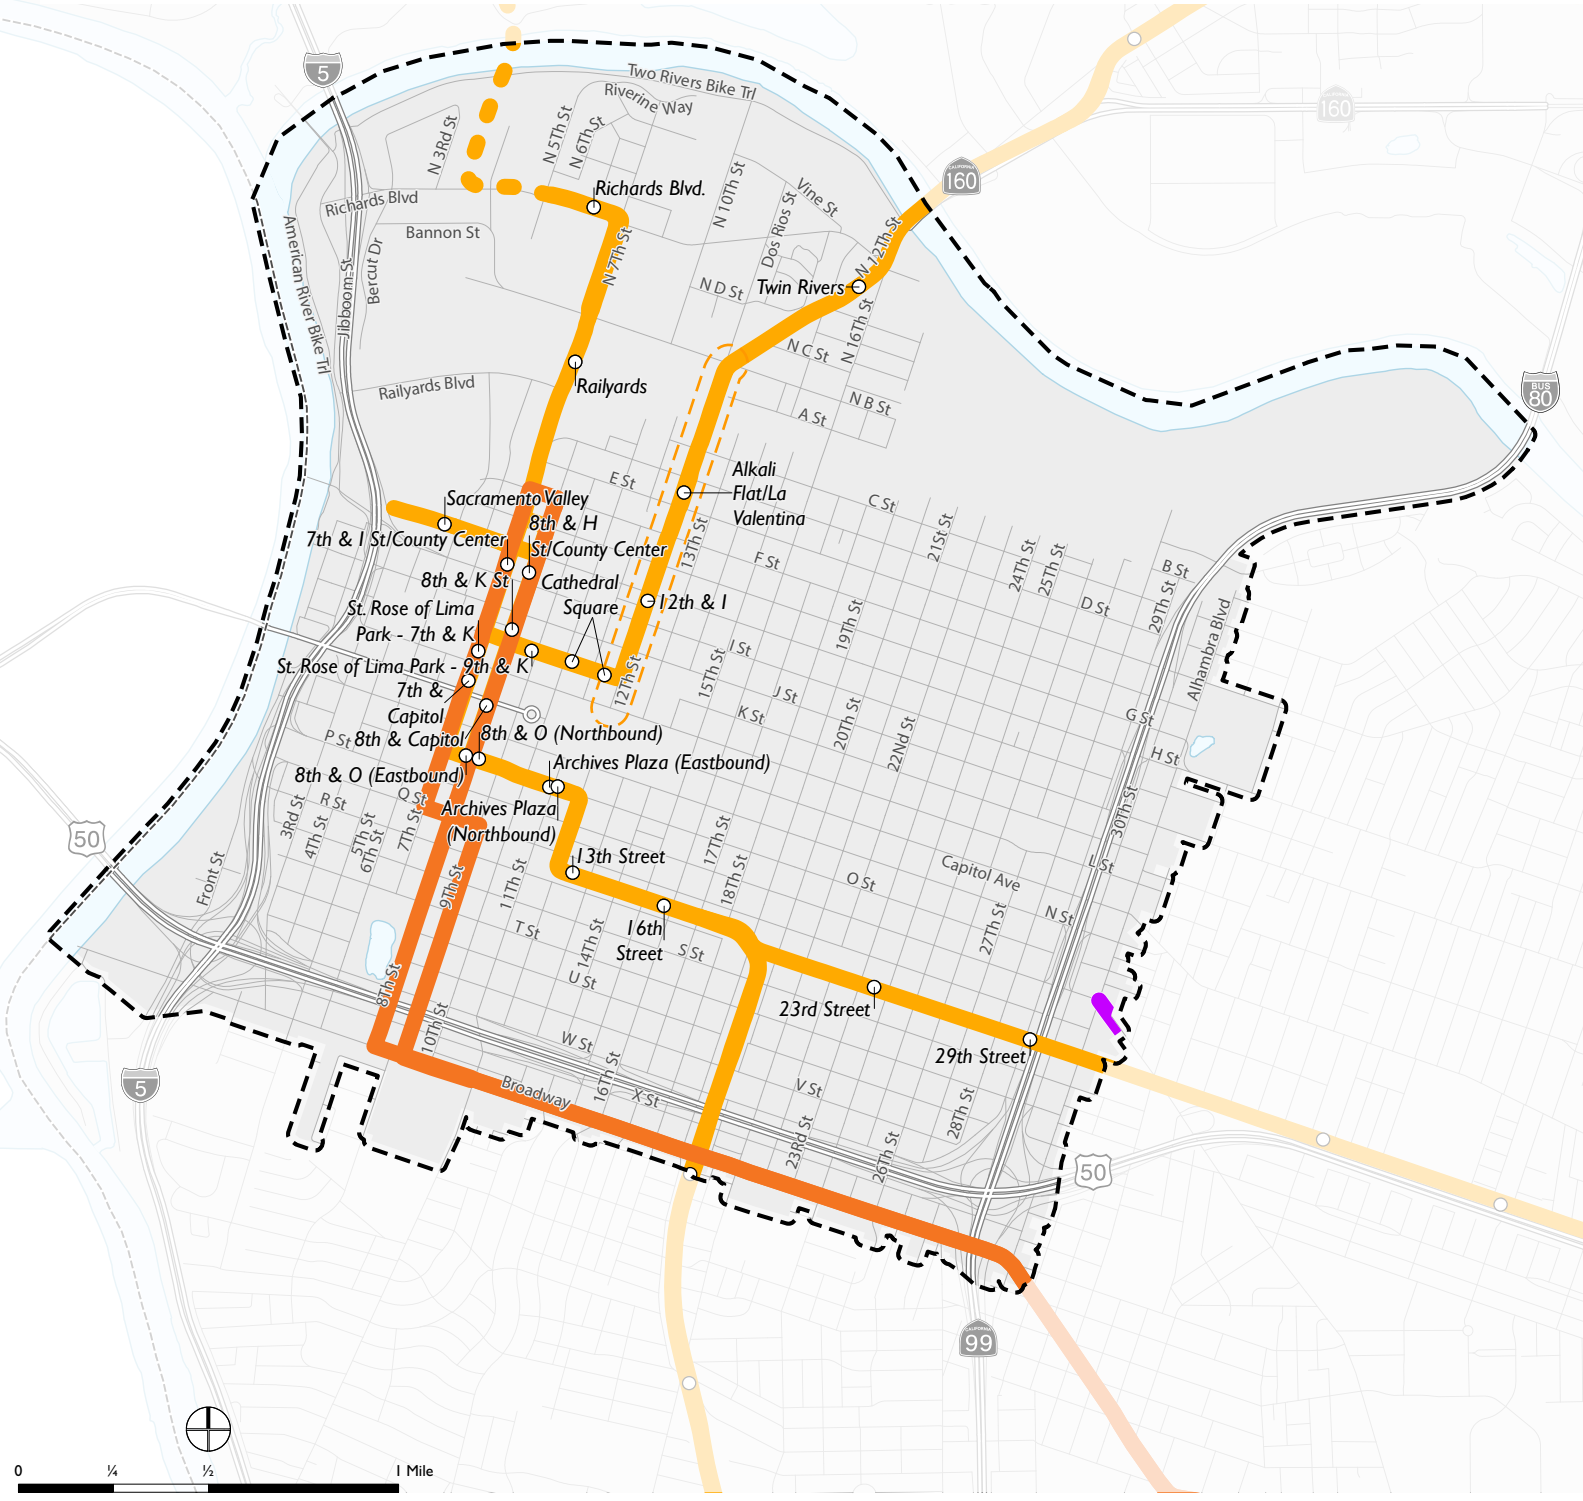 5
Two Rivers Bike Trl
Riverine Way
CALIFORNIA
160
N 3Rd St
N 5Th St
N 6Th St
CALIFORNIA
160
Richards Blvd.
N 10Th St
Vine St
Richards Blvd
Bannon St
Dos Rios St
N 12Th St
American River Bike Trl
Jibboom St
Bercut Dr
N 7Th St
N D St
Twin Rivers
N 16Th St
N C St
Railyards Blvd
Railyards
N B St
A St
BUS
80
Alkali
Flat/La
Valentina
E St
C St
Sacramento Valley
8th & H
St/County Center
7th & I St/County Center
13Th St
F St
21St St
24Th St
25Th St
B St
29Th St
D St
Alhambra Blvd
8th & K St
Cathedral
Square
12th & I
St. Rose of Lima
Park - 7th & K
St. Rose of Lima Park - 9th & K
19Th St
I St
12Th St
15Th St
J St
K St
7th &
Capitol
20Th St
22Nd St
G St
H St
8th & Capitol
8th & O (Northbound)
P St
8th & O (Eastbound)
Archives Plaza (Eastbound)
Archives Plaza
(Northbound)
Q St
R St
3Rd St
4Th St
5Th St
6Th St
7Th St
50
30Th St
17Th St
18Th St
13th Street
L St
Capitol Ave
O St
N St
Front St
9Th St
11Th St
16th
Street
T St
14Th St
S St
27Th St
U St
8Th St
23rd Street
10Th St
29th Street
W St
16Th St
Broadway
X St
V St
28Th St
23Rd St
26Th St
5
50
CALIFORNIA
99
0
¼
½
1 Mile